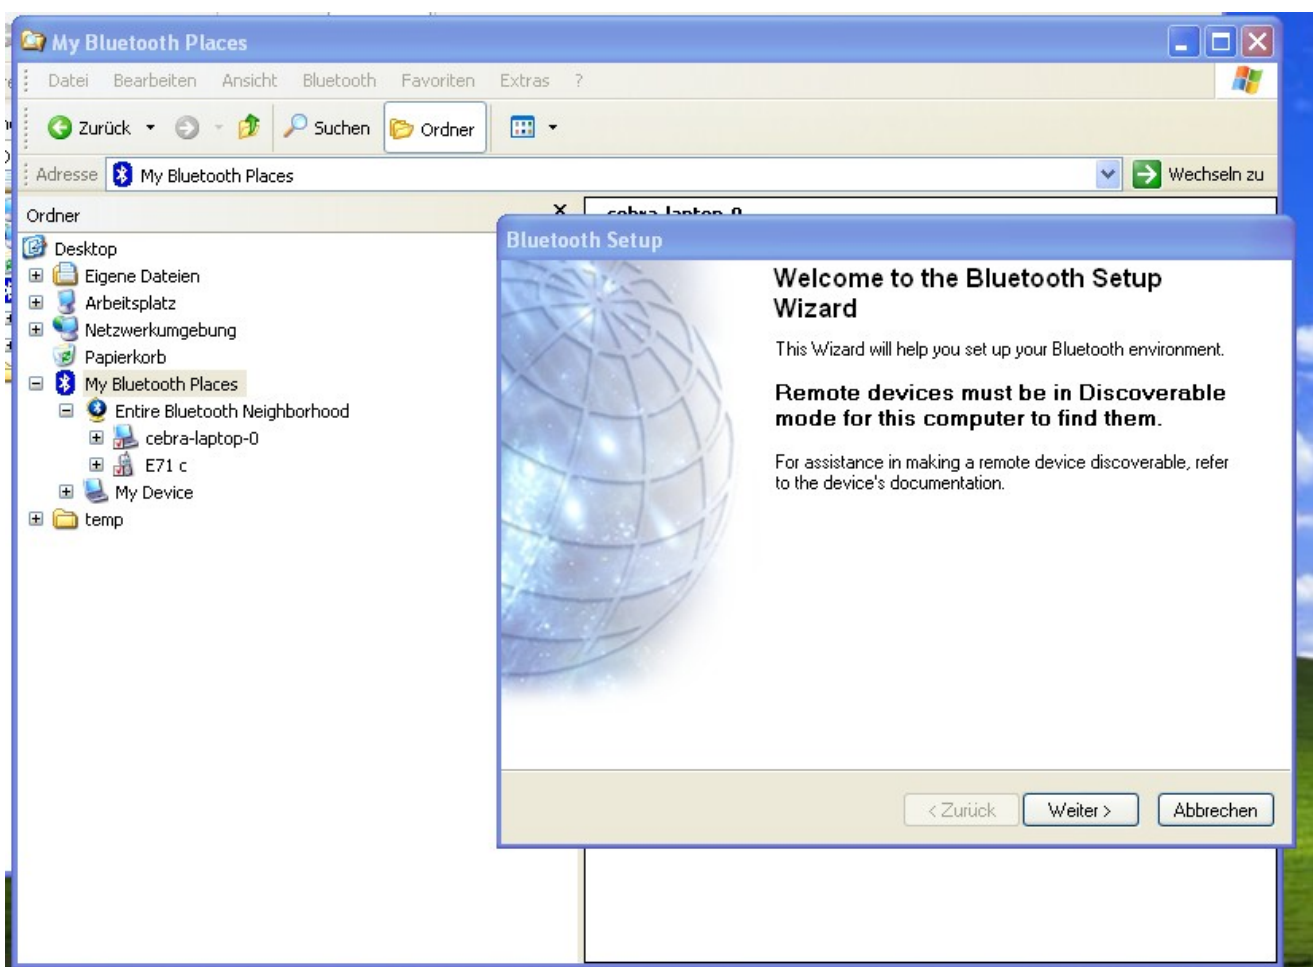 My Bluetooth Places
Datei Bearbeiten Ansicht Bluetooth Favoriten Extras ?
Zurück Suchen Ordner
Adresse My Bluetooth Places Wechseln zu
Ordner
cebra-laptop-0
Desktop
Eigene Dateien
Arbeitsplatz
Netzwerkumgebung
Papierkorb
My Bluetooth Places
Entire Bluetooth Neighborhood
cebra-laptop-0
E71 c
My Device
temp
Bluetooth Setup
Welcome to the Bluetooth Setup
Wizard
This Wizard will help you set up your Bluetooth environment.
Remote devices must be in Discoverable
mode for this computer to find them.
For assistance in making a remote device discoverable, refer
to the device's documentation.
< Zurück Weiter > Abbrechen